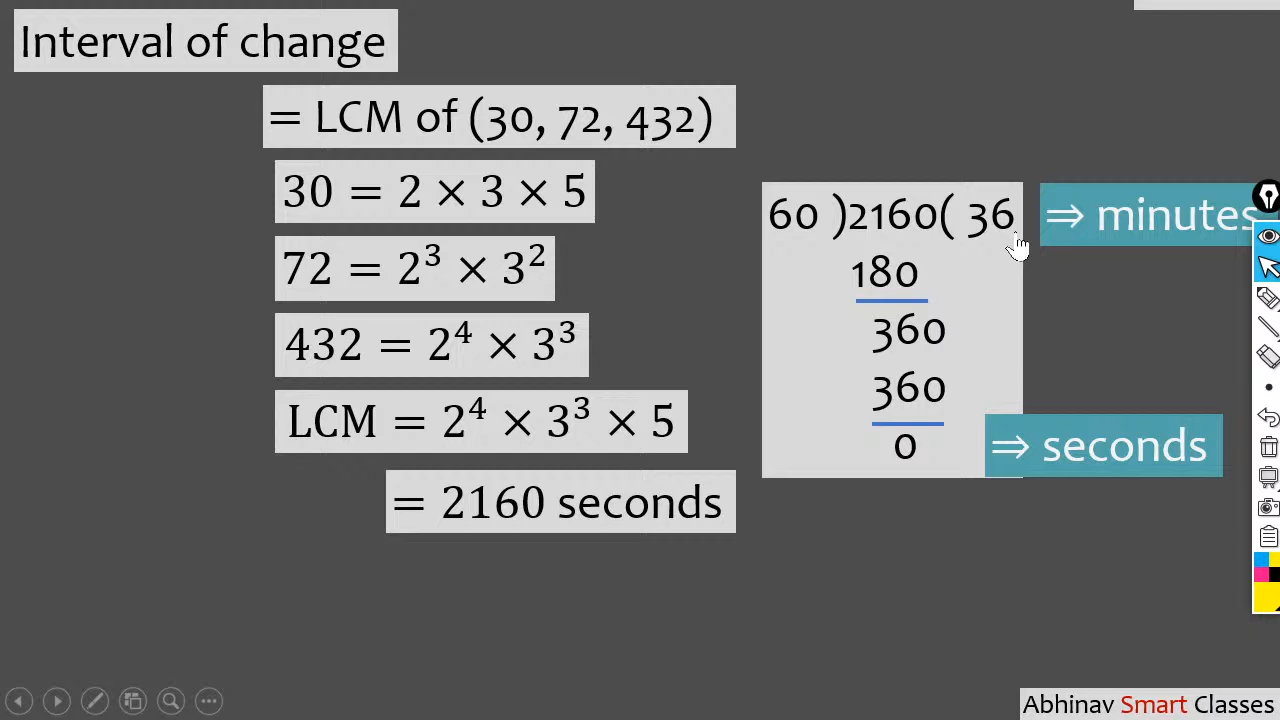 Interval of change
= LCM of (30, 72, 432)
30 = 2 × 3 × 5
72 = 2³ × 3²
432 = 2⁴ × 3³
LCM = 2⁴ × 3³ × 5
= 2160 seconds
60 )2160( 36 ⇒ minutes
180
360
360
0 ⇒ seconds
Abhinav Smart Classes